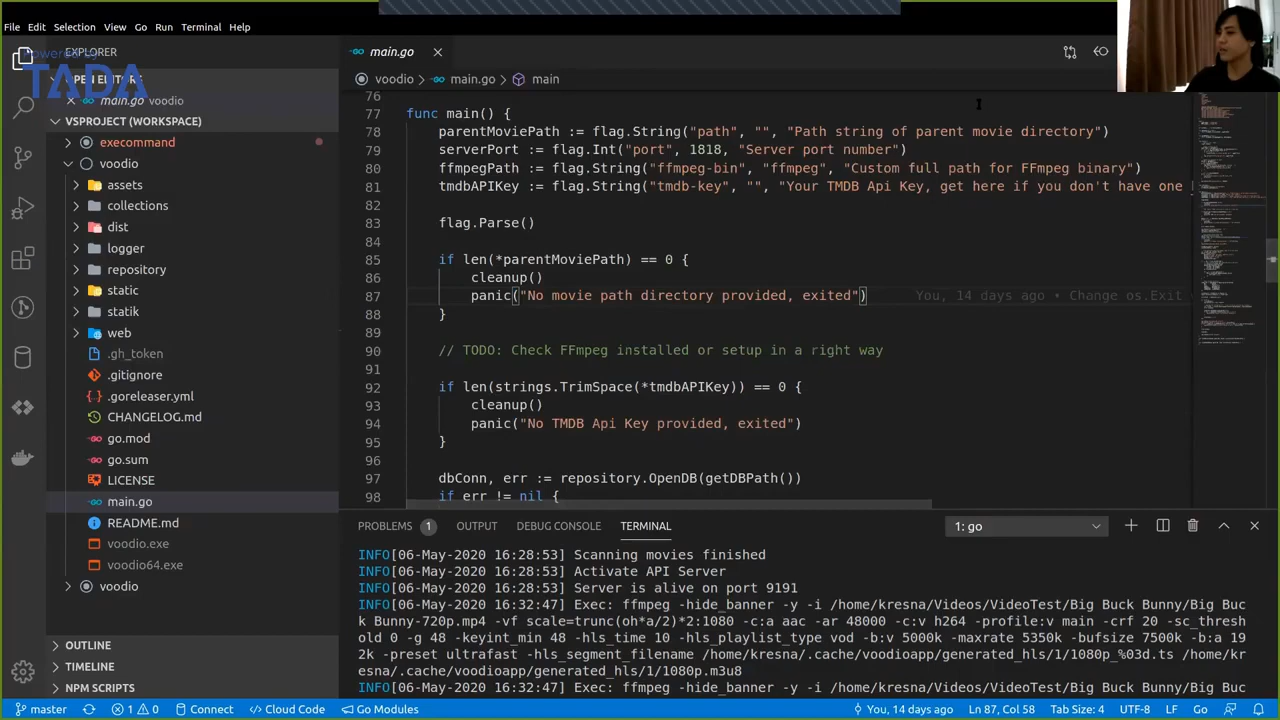 File Edit Selection View Go Run Terminal Help
Powered by
TADA
EXPLORER
OPEN EDITORS
main.go voodio
VSPROJECT (WORKSPACE)
execommand
voodio
assets
collections
dist
logger
repository
static
statik
web
.gh_token
.gitignore
.goreleaser.yml
CHANGELOG.md
go.mod
go.sum
LICENSE
main.go
README.md
voodio.exe
voodio64.exe
voodio
OUTLINE
TIMELINE
NPM SCRIPTS
main.go
voodio > main.go > main
76
77 func main() {
78 parentMoviePath := flag.String("path", "", "Path string of parent movie directory")
79 := flag.Int("port", 1818, "Server port number")
80 ffmpegPath := flag.String("ffmpeg-bin", "ffmpeg", "Custom full path for FFmpeg binary")
81 tmdbAPIKey := flag.String("tmdb-key", "", "Your TMDB Api Key, get here if you don't have one
82
83 flag.Parse()
84
85 if len(*parentMoviePath) == 0 {
86 cleanup()
87 panic("No movie path directory provided, exited") You, 14 days ago • Change os.Exit
88 }
89
90 // TODO: check FFmpeg installed or setup in a right way
91
92 if len(strings.TrimSpace(*tmdbAPIKey)) == 0 {
93 cleanup()
94 panic("No TMDB Api Key provided, exited")
95 }
96
97 dbConn, err := repository.OpenDB(getDBPath())
98 if err != nil {
PROBLEMS 1 OUTPUT DEBUG CONSOLE TERMINAL 1: go
INFO[06-May-2020 16:28:53] Scanning movies finished
INFO[06-May-2020 16:28:53] Activate API Server
INFO[06-May-2020 16:28:53] Server is alive on port 9191
INFO[06-May-2020 16:32:47] Exec: ffmpeg -hide_banner -y -i /home/kresna/Videos/VideoTest/Big Buck Bunny/Big Buc
k Bunny-720p.mp4 -vf scale=trunc(oh*a/2)*2:1080 -c:a aac -ar 48000 -c:v h264 -profile:v main -crf 20 -sc_thresh
old 0 -g 48 -keyint_min 48 -hls_time 10 -hls_playlist_type vod -b:v 5000k -maxrate 5350k -bufsize 7500k -b:a 19
2k -preset ultrafast -hls_segment_filename /home/kresna/.cache/voodioapp/generated_hls/1/1080p_%03d.ts /home/kr
esna/.cache/voodioapp/generated_hls/1/1080p.m3u8
INFO[06-May-2020 16:32:47] Exec: ffmpeg -hide_banner -y -i /home/kresna/Videos/VideoTest/Big Buck Bunny/Big Buc
master 1 0 Connect Cloud Code Go Modules You, 14 days ago Ln 87, Col 58 Tab Size: 4 UTF-8 LF Go